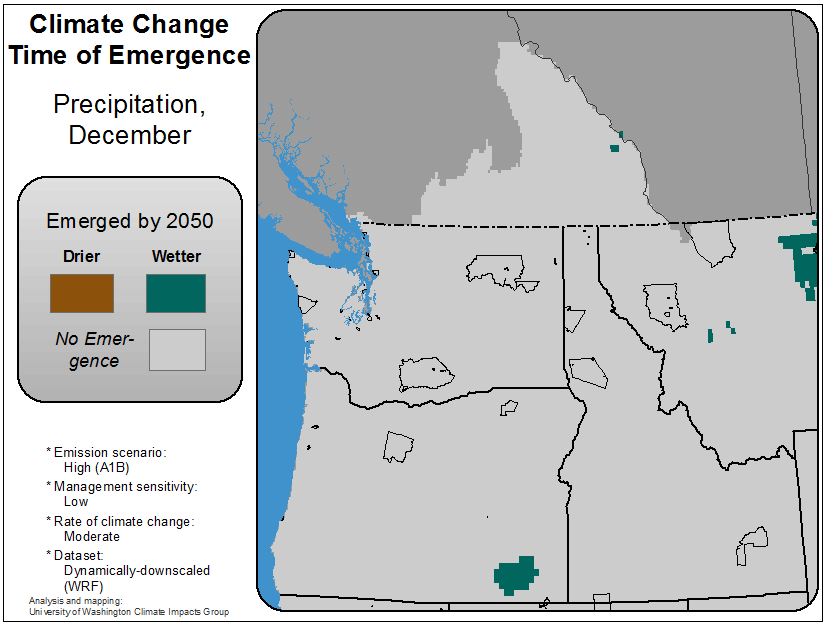 Climate Change
Time of Emergence
Precipitation,
December
Emerged by 2050
Drier Wetter
No Emer-
gence
* Emission scenario:
High (A1B)
* Management sensitivity:
Low
* Rate of climate change:
Moderate
* Dataset:
Dynamically-downscaled
(WRF)
Analysis and mapping:
University of Washington Climate Impacts Group